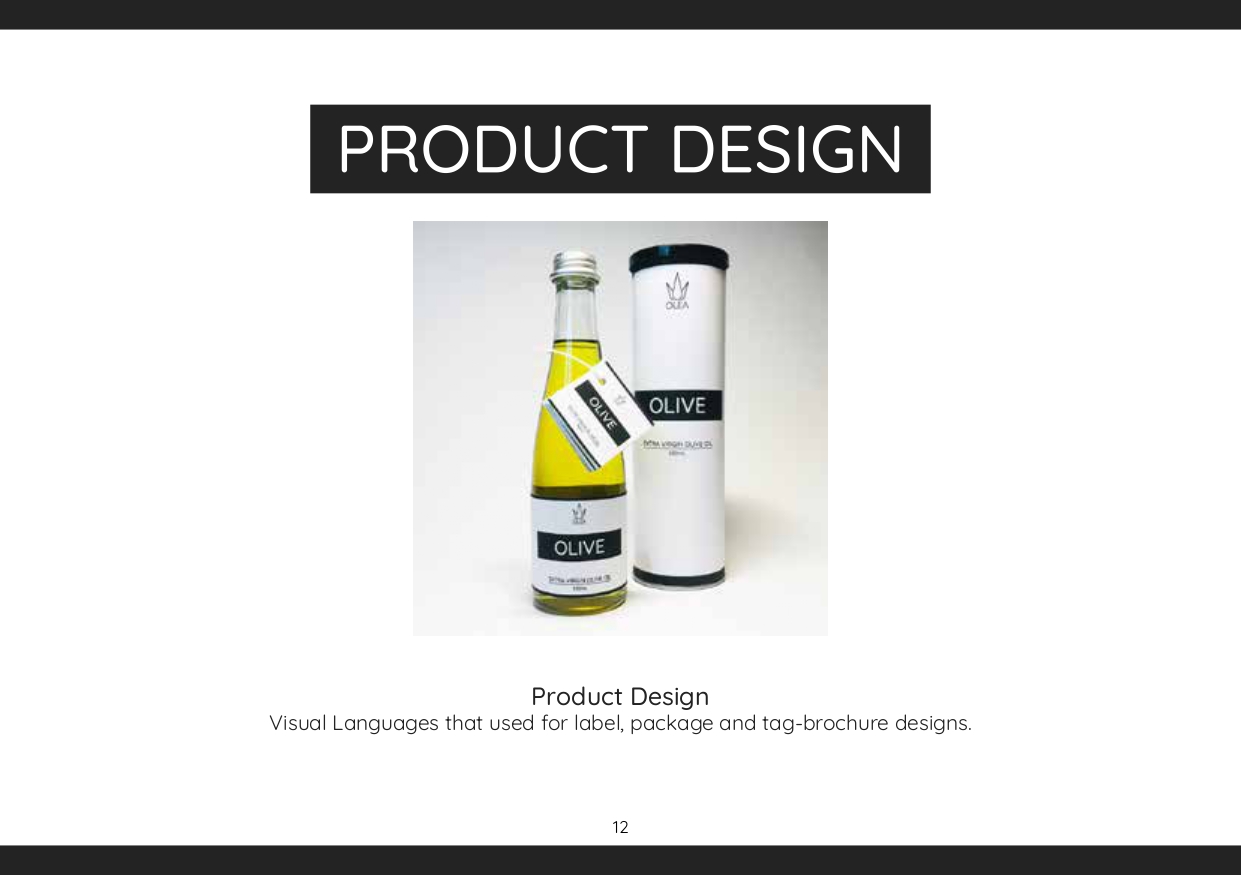 PRODUCT DESIGN
OLEA
OLIVE
OLIVE
EXTRA VIRGIN OLIVE OIL
OLIVE
EXTRA VIRGIN OLIVE OIL
Product Design
Visual Languages that used for label, package and tag-brochure designs.
12